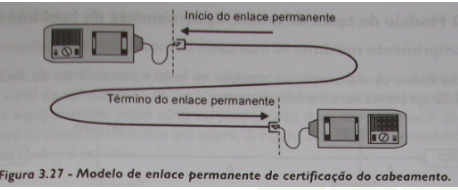 Início do enlace permanente
Término do enlace permanente
Figura 3.27 - Modelo de enlace permanente de certificação do cabeamento.